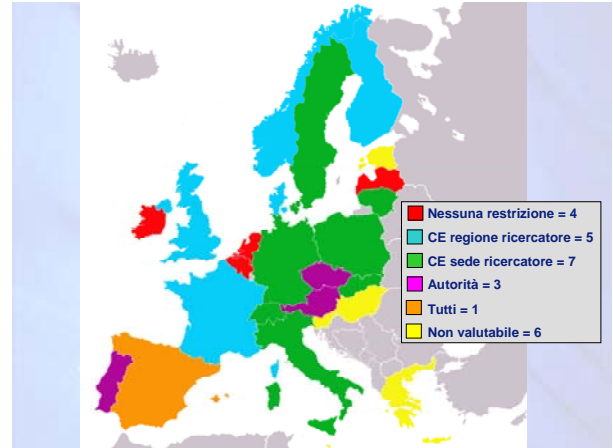 Nessuna restrizione = 4
CE regione ricercatore = 5
CE sede ricercatore = 7
Autorità = 3
Tutti = 1
Non valutabile = 6